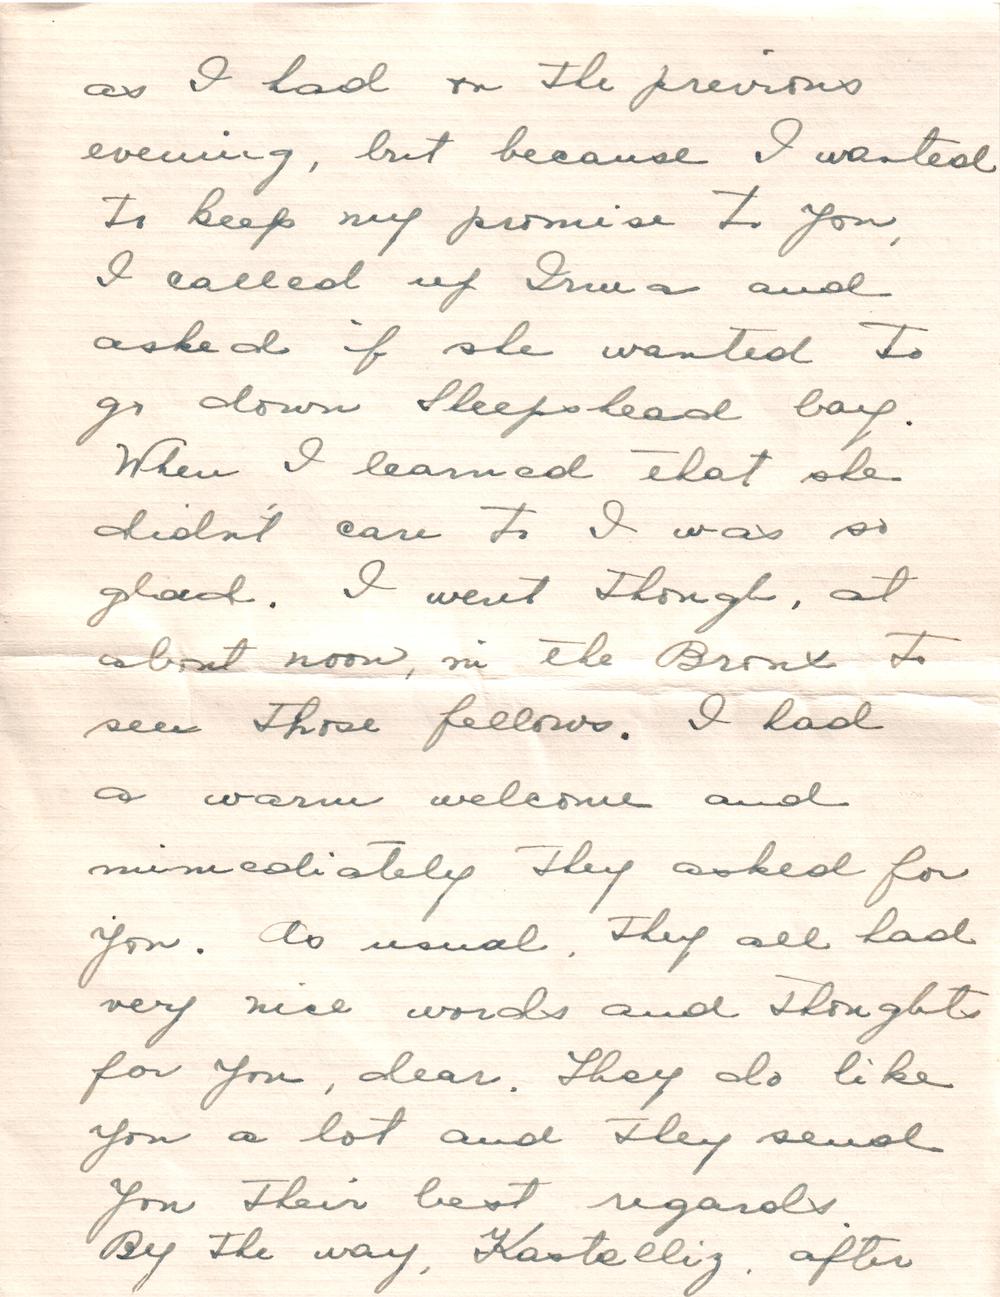 as I had on the previous
evening, but because I wanted
to keep my promise to you,
I called up Irma and
asked if she wanted to
go down Sheepshead bay.
When I learned that she
didn't care to I was so
glad. I went though, at
about noon, in the Bronx to
see those fellows. I had
a warm welcome and
immediately they asked for
you. As usual, they all had
very nice words and thoughts
for you, dear. They do like
you a lot and they send
you their best regards.
By the way, Kastelliz, after